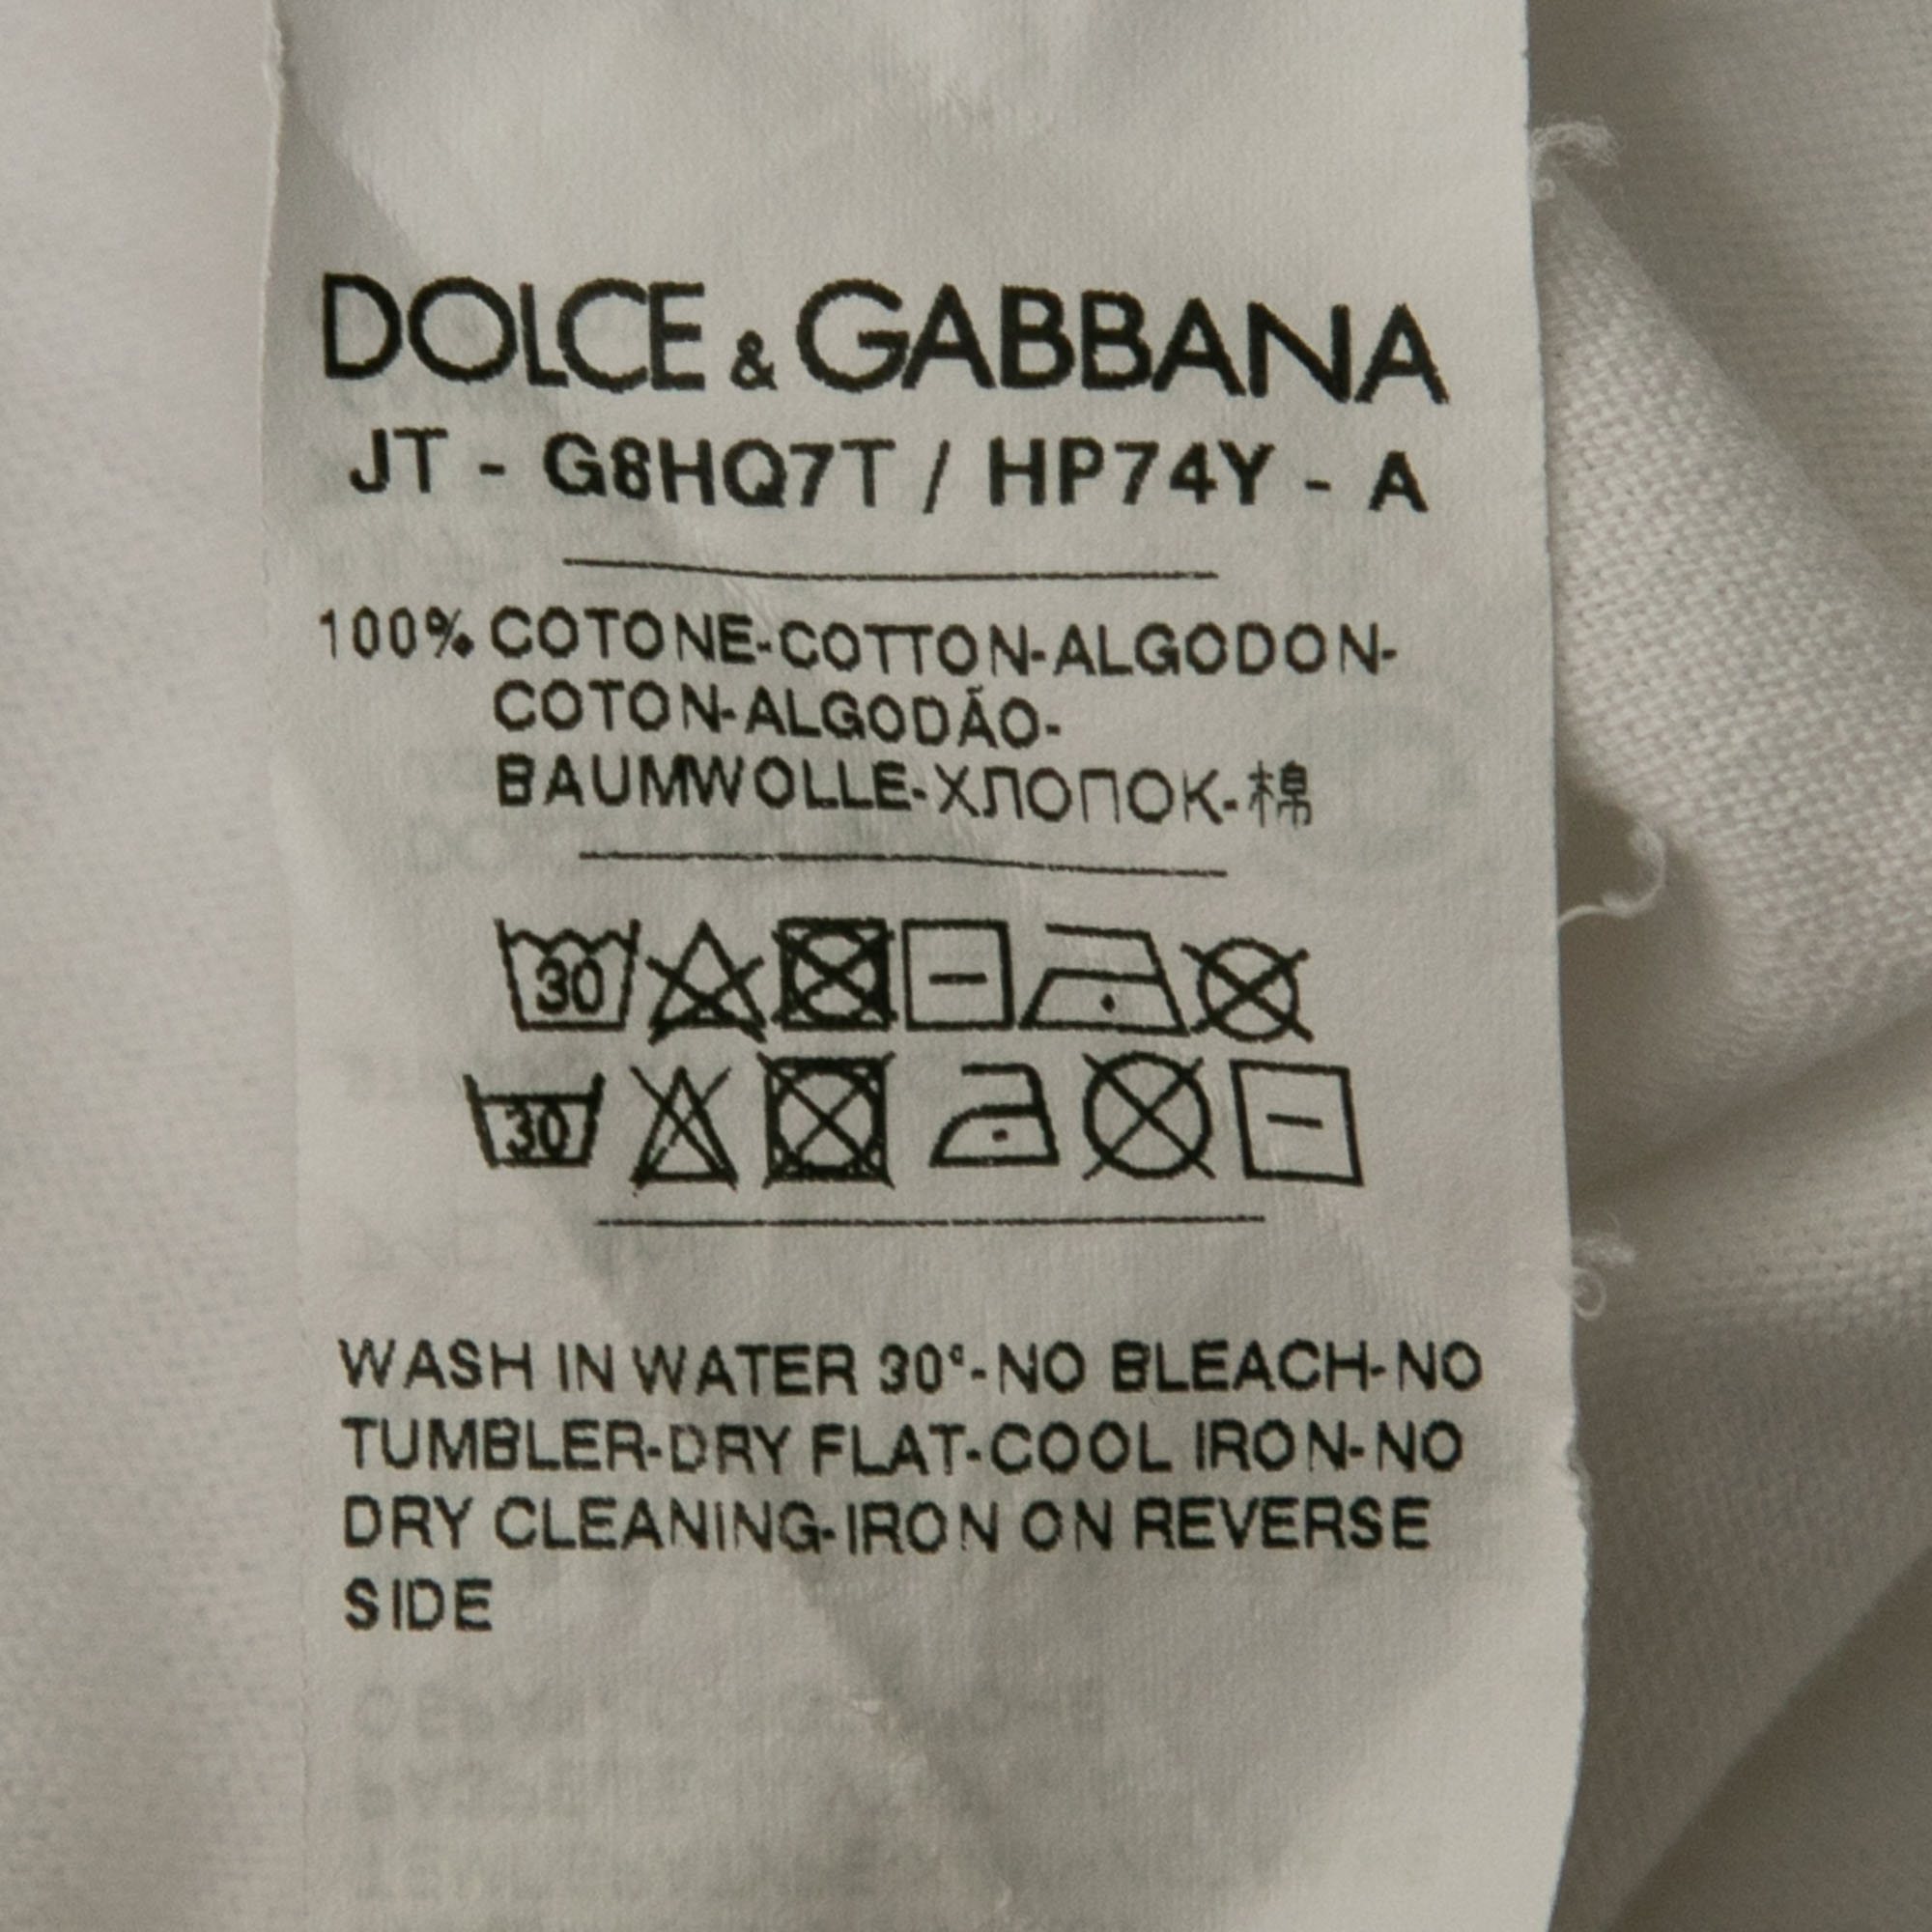 DOLCE & GABBANA
JT - G8HQ7T / HP74Y - A
100% COTONE-COTTON-ALGODON-
COTON-ALGODÃO-
BAUMWOLLE-ХЛОПОК-棉
30
30
WASH IN WATER 30°-NO BLEACH-NO
TUMBLER-DRY FLAT-COOL IRON-NO
DRY CLEANING-IRON ON REVERSE
SIDE